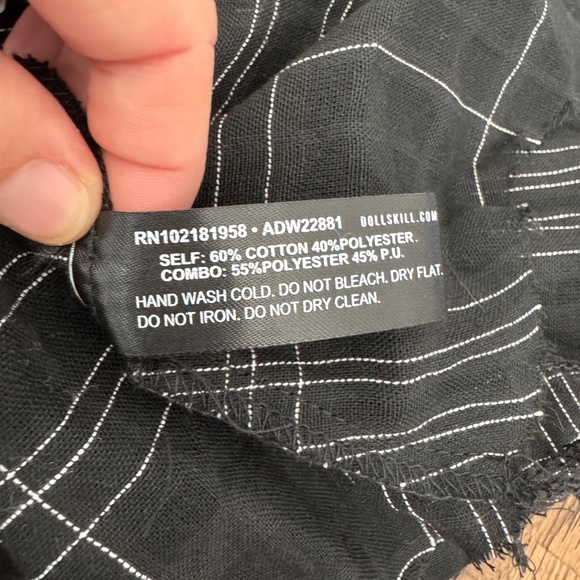 RN102181958 • ADW22881 DOLLSKILL.COM
SELF: 60% COTTON 40%POLYESTER.
COMBO: 55%POLYESTER 45% P.U.
HAND WASH COLD. DO NOT BLEACH. DRY FLAT.
DO NOT IRON. DO NOT DRY CLEAN.